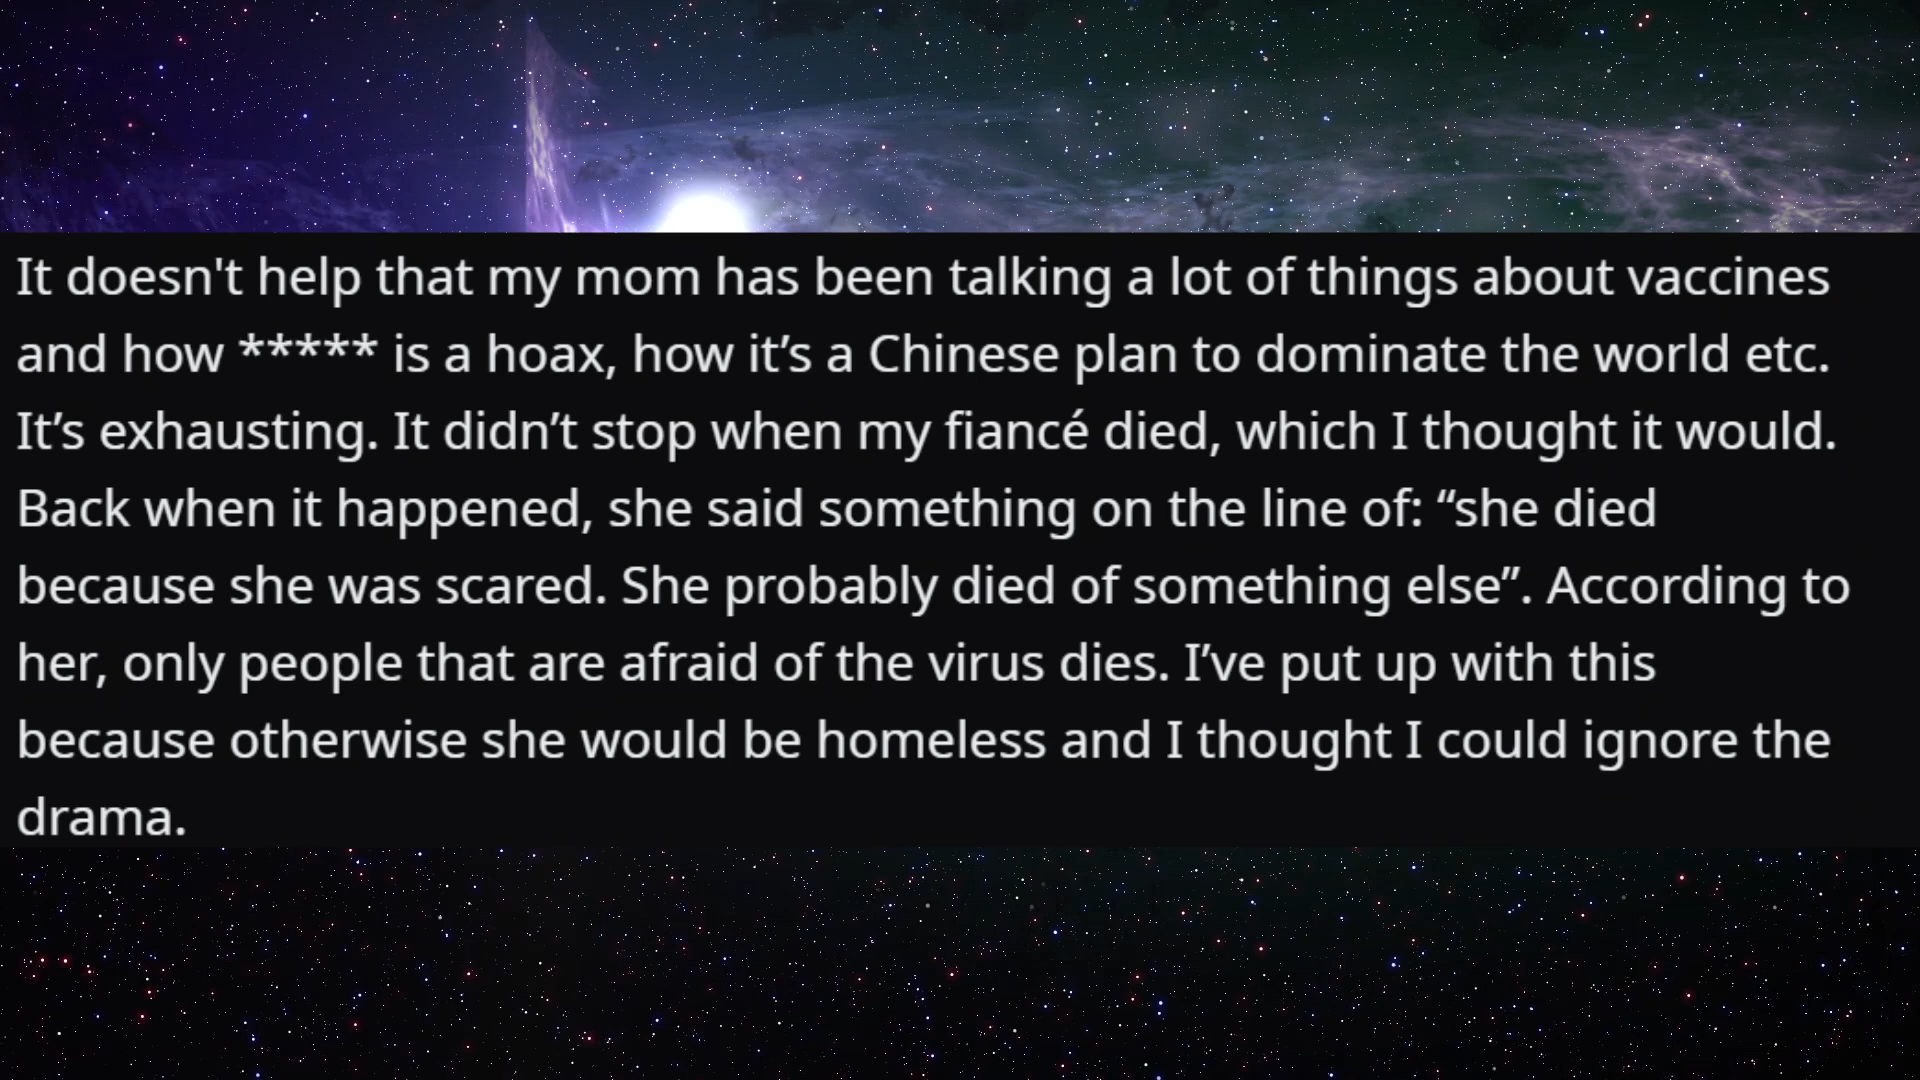 It doesn't help that my mom has been talking a lot of things about vaccines
and how ***** is a hoax, how it’s a Chinese plan to dominate the world etc.
It’s exhausting. It didn’t stop when my fiancé died, which I thought it would.
Back when it happened, she said something on the line of: “she died
because she was scared. She probably died of something else”. According to
her, only people that are afraid of the virus dies. I’ve put up with this
because otherwise she would be homeless and I thought I could ignore the
drama.